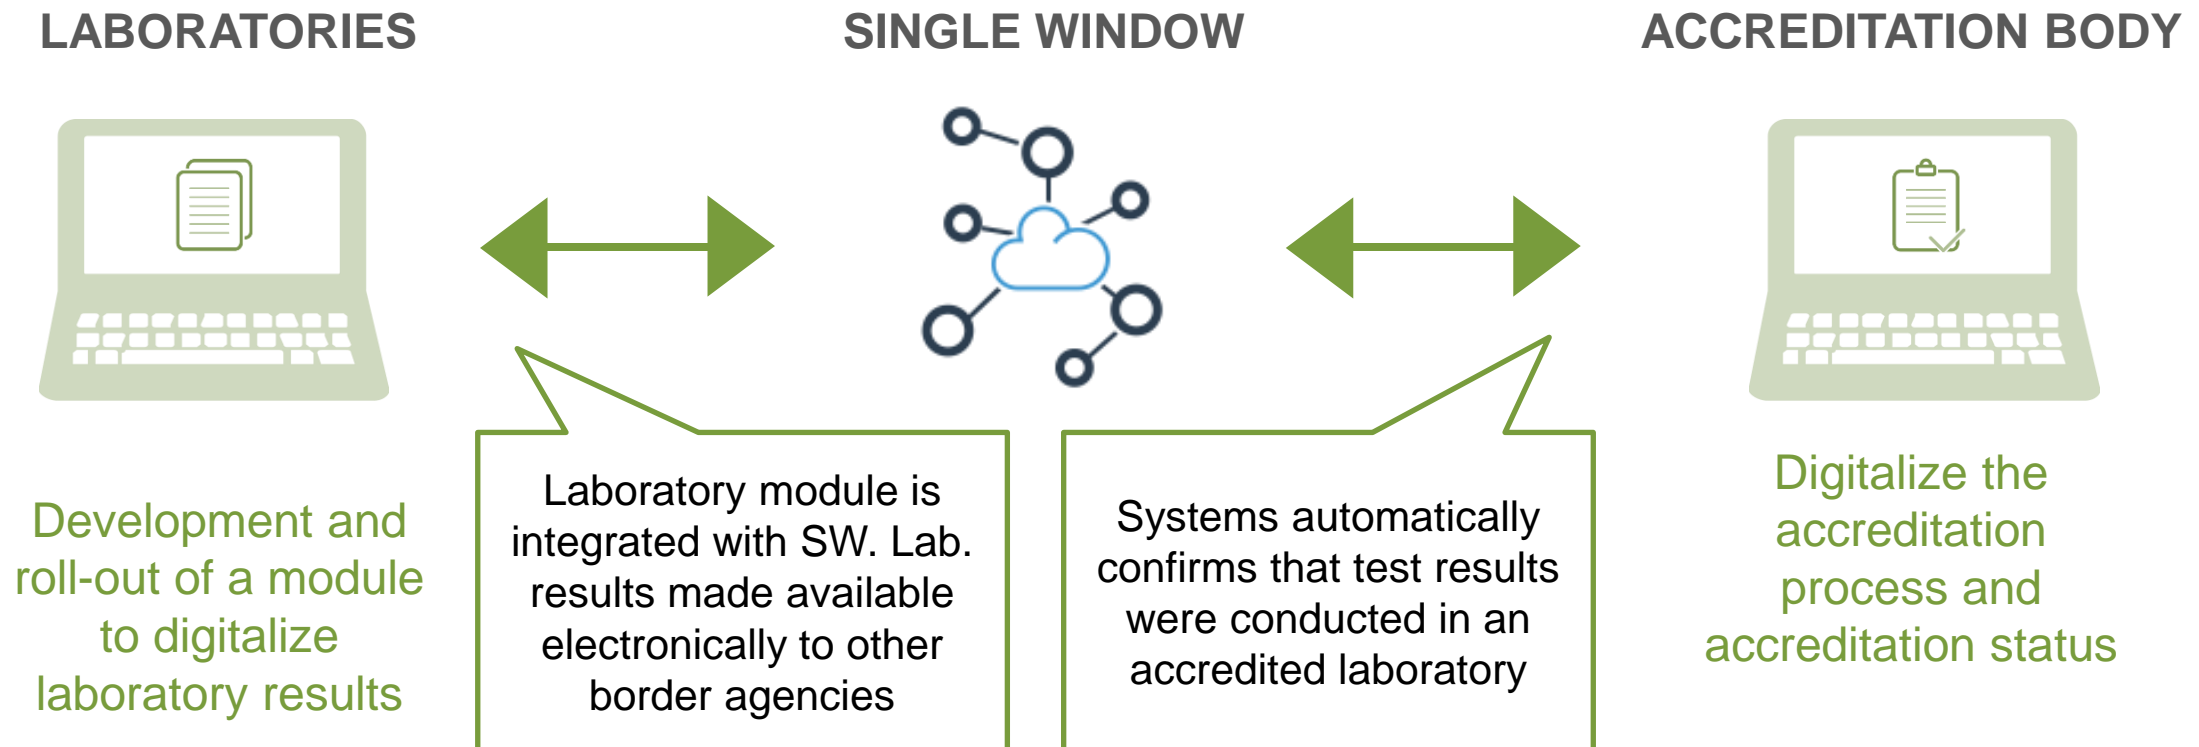 LABORATORIES
SINGLE WINDOW
ACCREDITATION BODY
Development and
roll-out of a module
to digitalize
laboratory results
Laboratory module is
integrated with SW. Lab.
results made available
electronically to other
border agencies
Systems automatically
confirms that test results
were conducted in an
accredited laboratory
Digitalize the
accreditation
process and
accreditation status